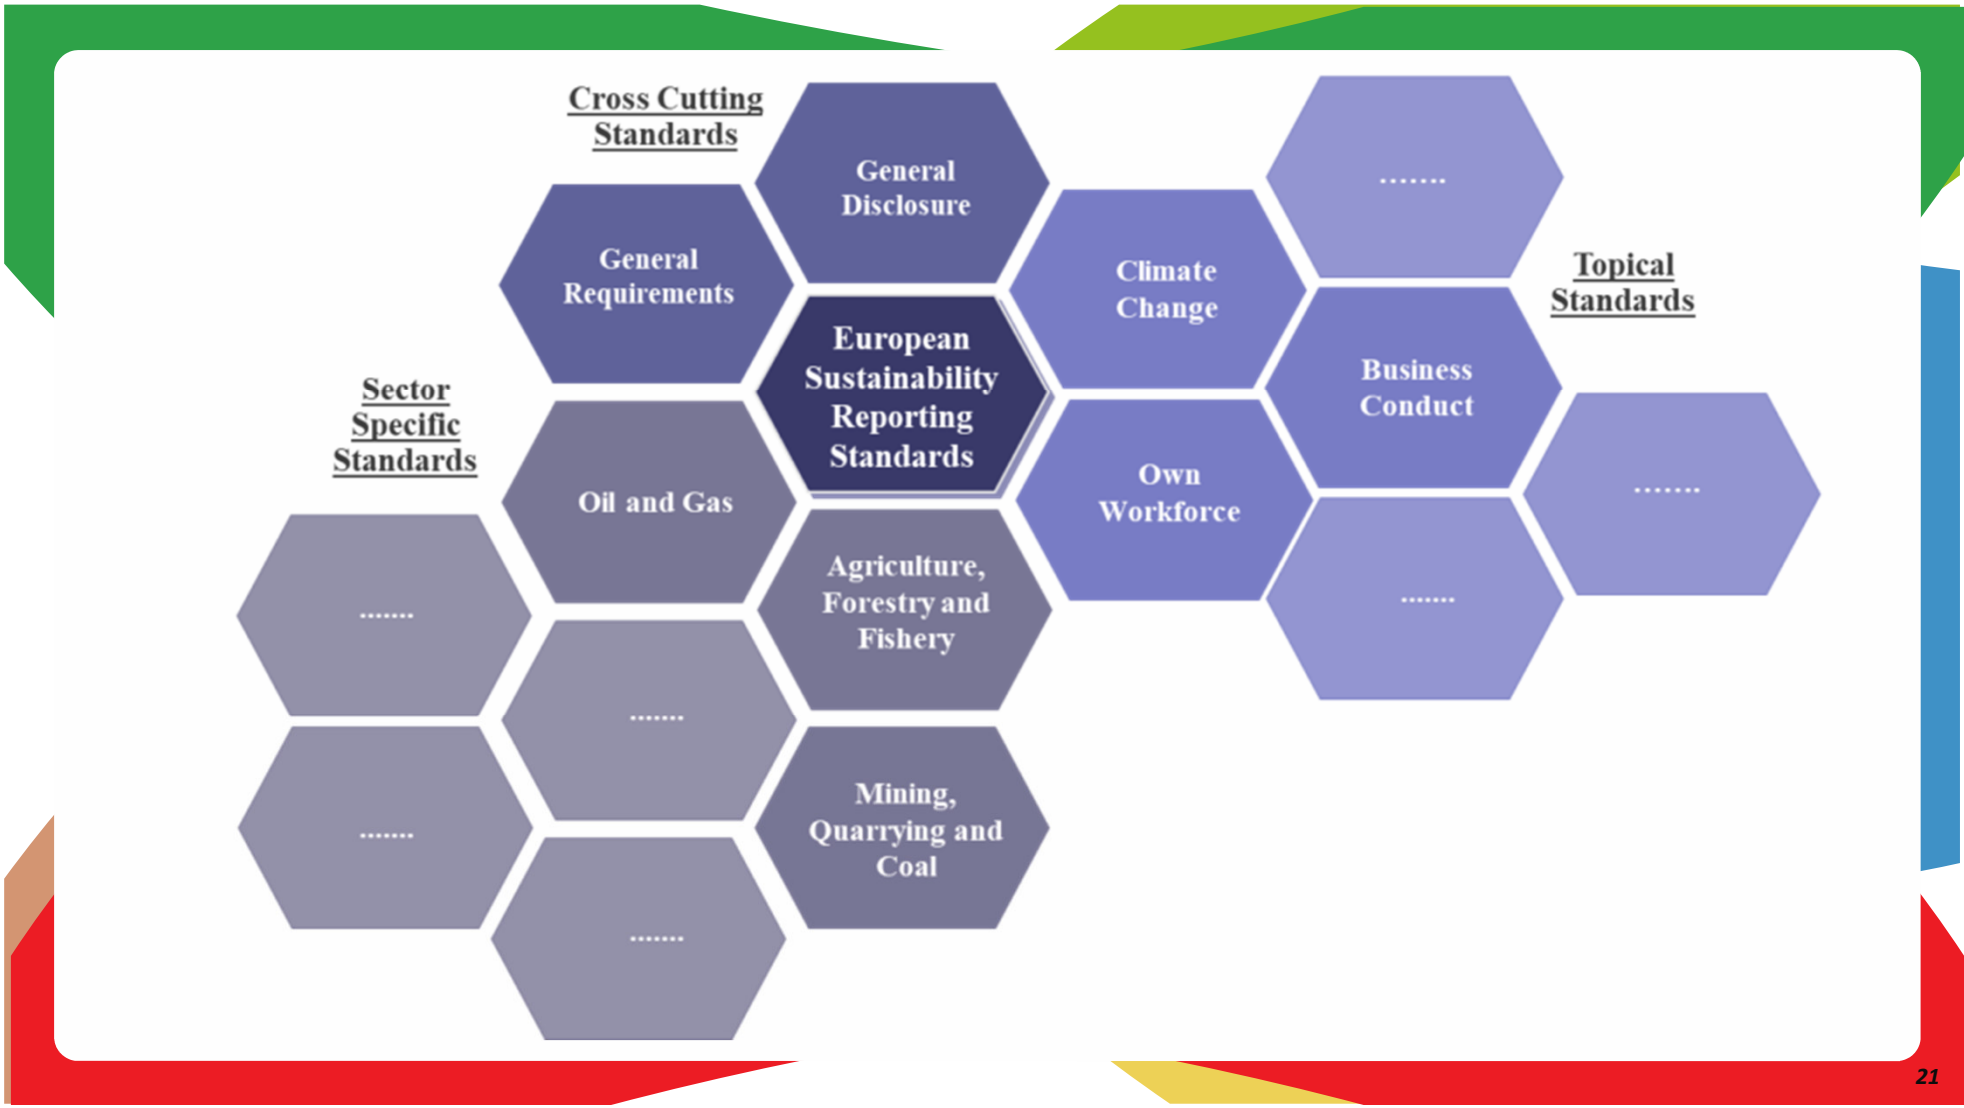 Cross Cutting
Standards
General
Disclosure
General
Requirements
European
Sustainability
Reporting
Standards
Climate
Change
.......
Topical
Standards
Business
Conduct
Own
Workforce
.......
.......
Sector
Specific
Standards
Oil and Gas
Agriculture,
Forestry and
Fishery
.......
.......
Mining,
Quarrying and
Coal
.......
.......
21